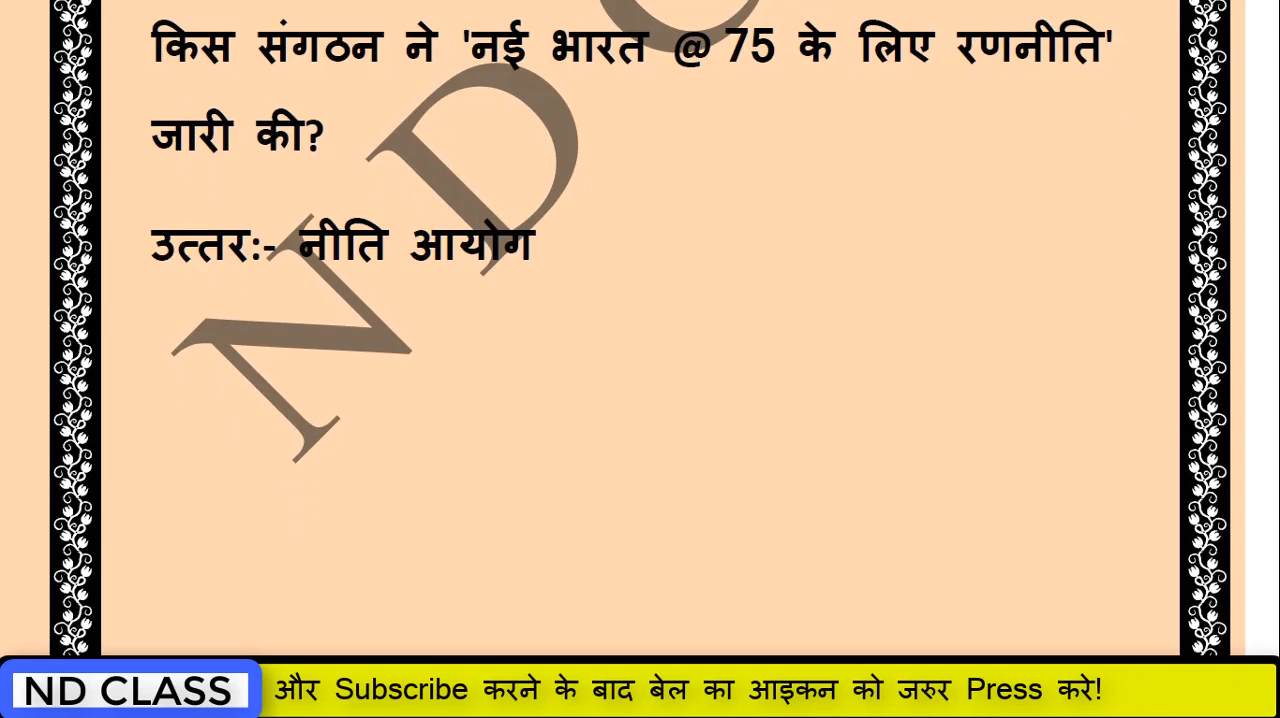 किस संगठन ने 'नई भारत @ 75 के लिए रणनीति'
जारी की?
उत्तर:- नीति आयोग
N D C
ND CLASS
और Subscribe करने के बाद बेल का आइकन को जरुर Press करे!